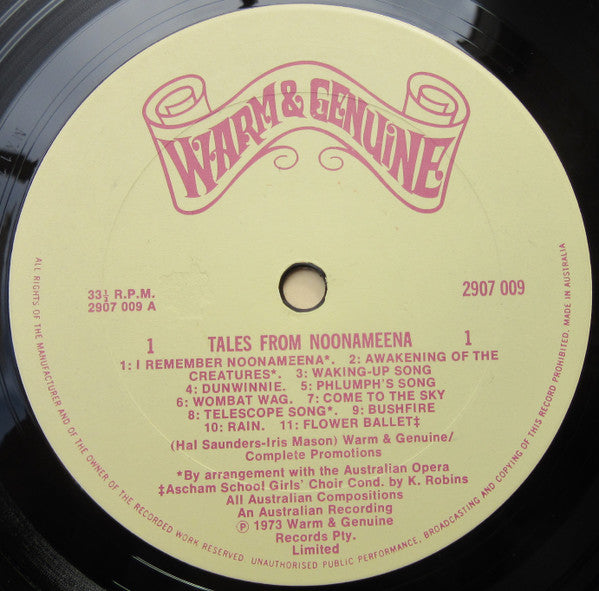 WARM & GENUINE
33⅓ R.P.M.
2907 009 A
2907 009
1 TALES FROM NOONAMEENA 1
1: I REMEMBER NOONAMEENA*. 2: AWAKENING OF THE
CREATURES*. 3: WAKING-UP SONG
4: DUNWINNIE. 5: PHLUMPH'S SONG
6: WOMBAT WAG. 7: COME TO THE SKY
8: TELESCOPE SONG*. 9: BUSHFIRE
10: RAIN. 11: FLOWER BALLET‡
(Hal Saunders-Iris Mason) Warm & Genuine/
Complete Promotions
*By arrangement with the Australian Opera
‡Ascham School Girls' Choir Cond. by K. Robins
All Australian Compositions
An Australian Recording
Ⓟ 1973 Warm & Genuine
Records Pty.
Limited
ALL RIGHTS OF THE MANUFACTURER AND OF THE OWNER OF THE RECORDED WORK RESERVED. UNAUTHORISED PUBLIC PERFORMANCE, BROADCASTING AND COPYING OF THIS RECORD PROHIBITED. MADE IN AUSTRALIA